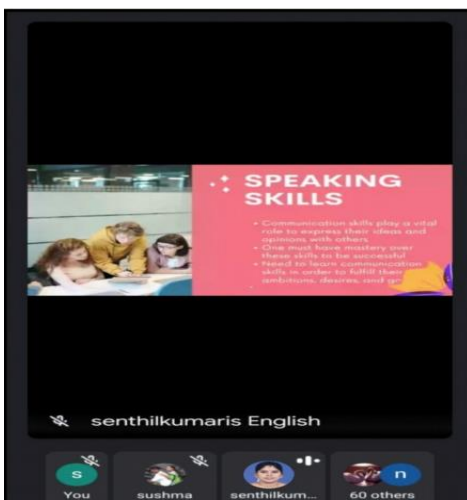 SPEAKING
SKILLS
• Communication skills play a vital
role to express their ideas and
opinions with others
• One must have mastery over
these skills to be successful
• Need to learn communication
skills in order to fulfill their
ambitions, desires, and
senthilkumaris English
s
n
You
sushma
senthilkum...
60 others